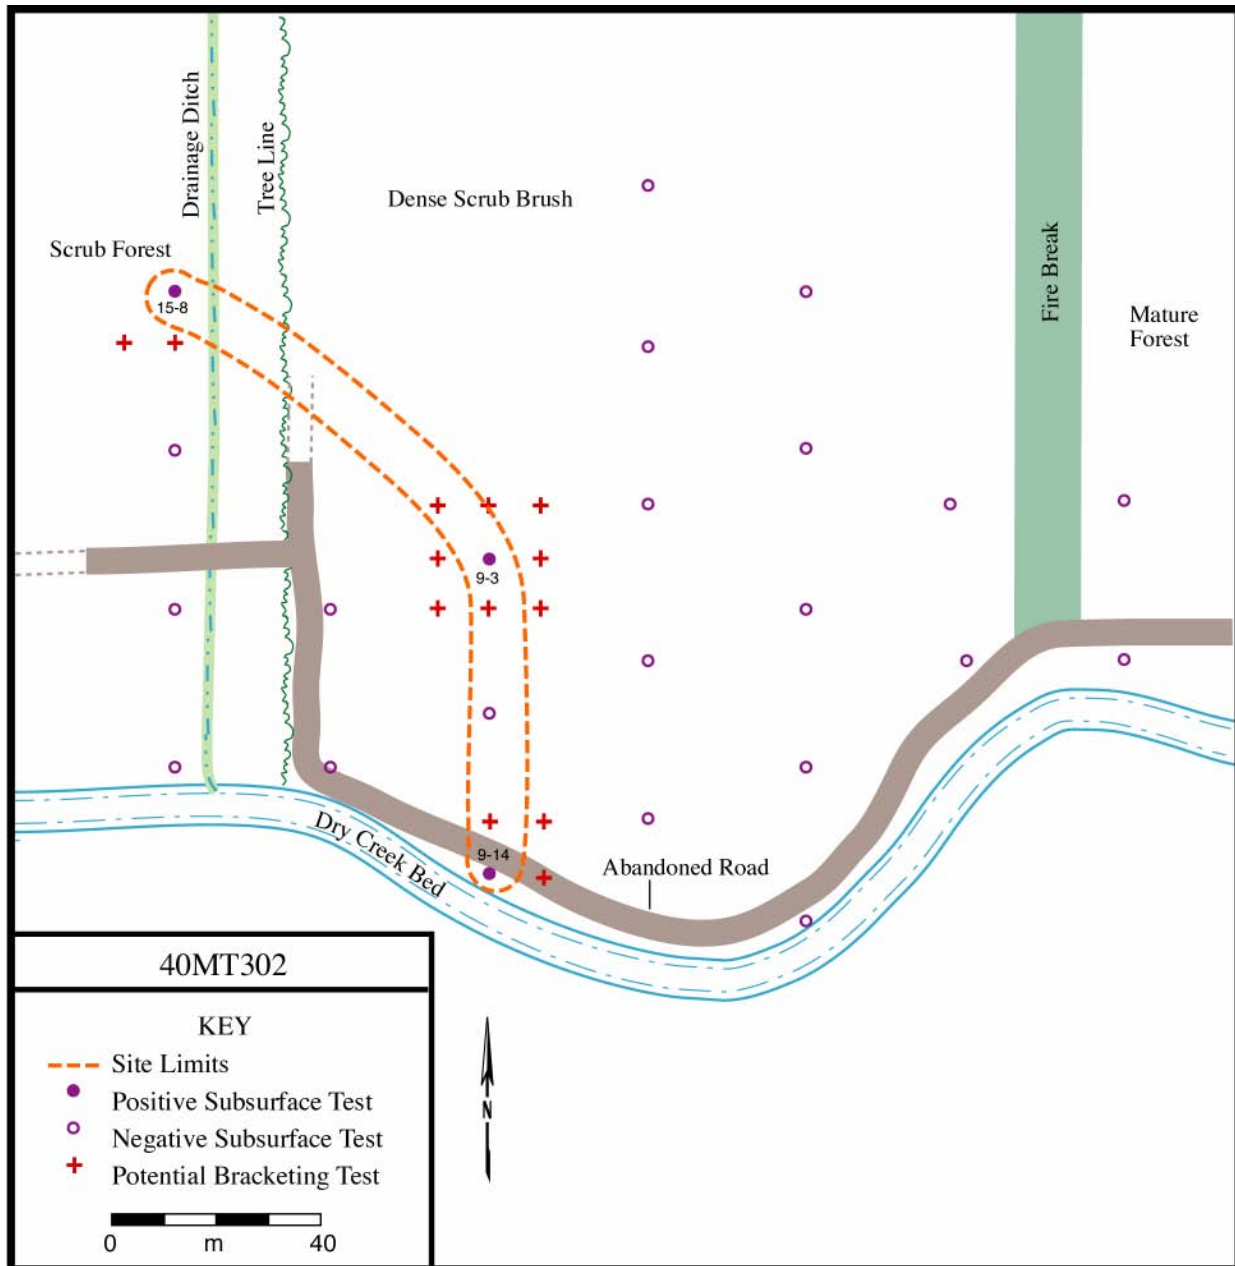 Drainage Ditch
Tree Line
Dense Scrub Brush
Scrub Forest
Fire Break
Mature
Forest
15-8
9-3
9-14
Dry Creek Bed
Abandoned Road
40MT302
KEY
Site Limits
Positive Subsurface Test
Negative Subsurface Test
Potential Bracketing Test
0 m 40
N